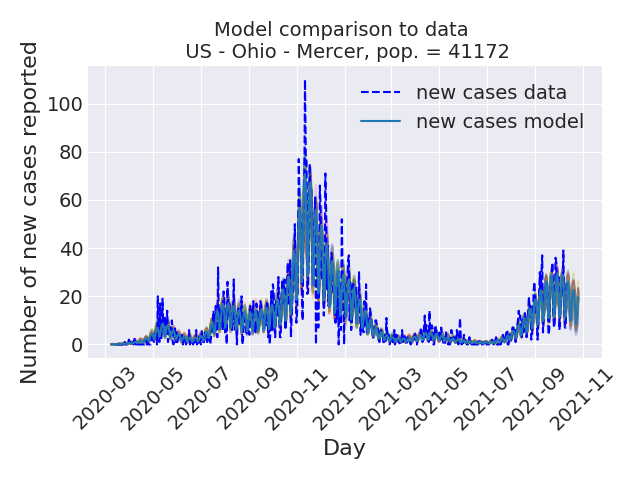 Model comparison to data
US - Ohio - Mercer, pop. = 41172
Number of new cases reported
100
80
60
40
20
0
new cases data
new cases model
2020-03
2020-05
2020-07
2020-09
2020-11
2021-01
2021-03
2021-05
2021-07
2021-09
2021-11
Day